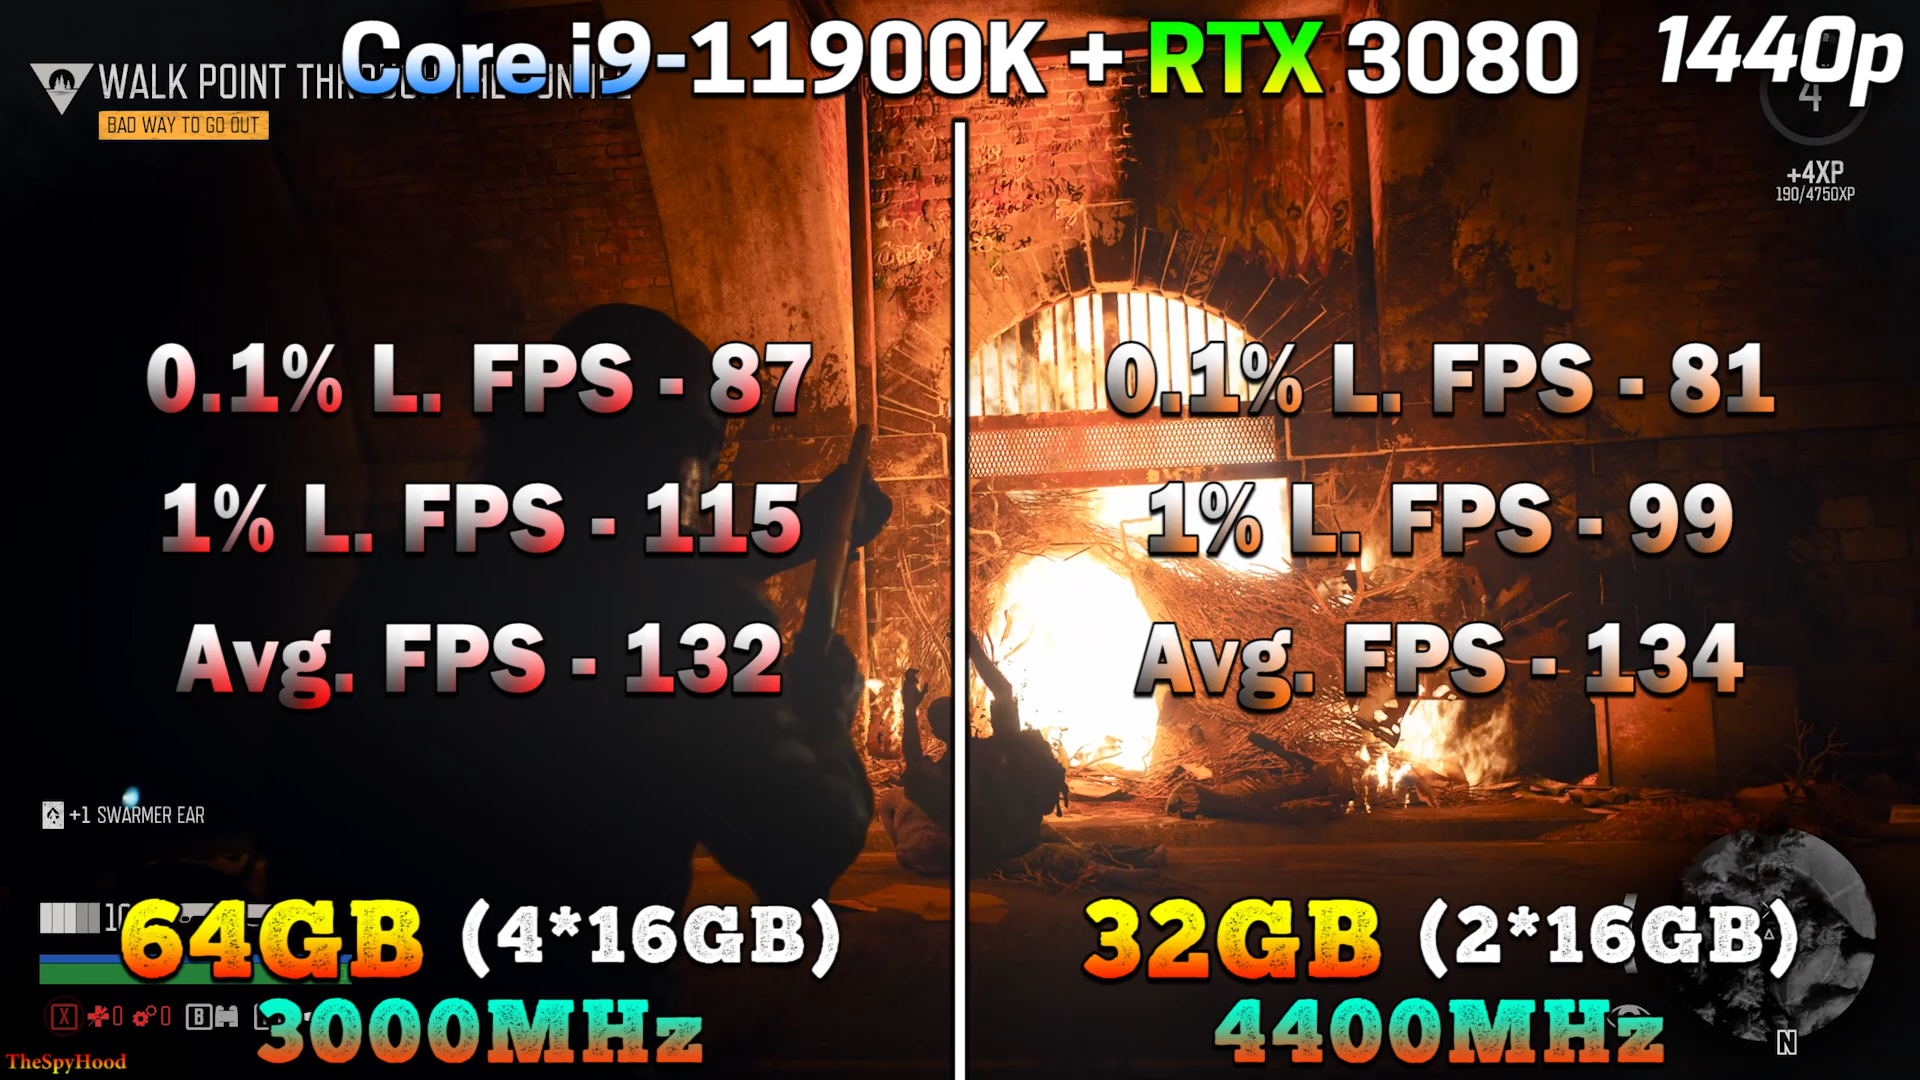 Core i9-11900K + RTX 3080
1440p
WALK POINT
BAD WAY TO GO OUT
4
+4XP
190/4750XP
0.1% L. FPS - 87
1% L. FPS - 115
Avg. FPS - 132
0.1% L. FPS - 81
1% L. FPS - 99
Avg. FPS - 134
+1 SWARMER EAR
64GB (4*16GB)
3000MHz
32GB (2*16GB)
4400MHz
X 0 0 B
N
TheSpyHood